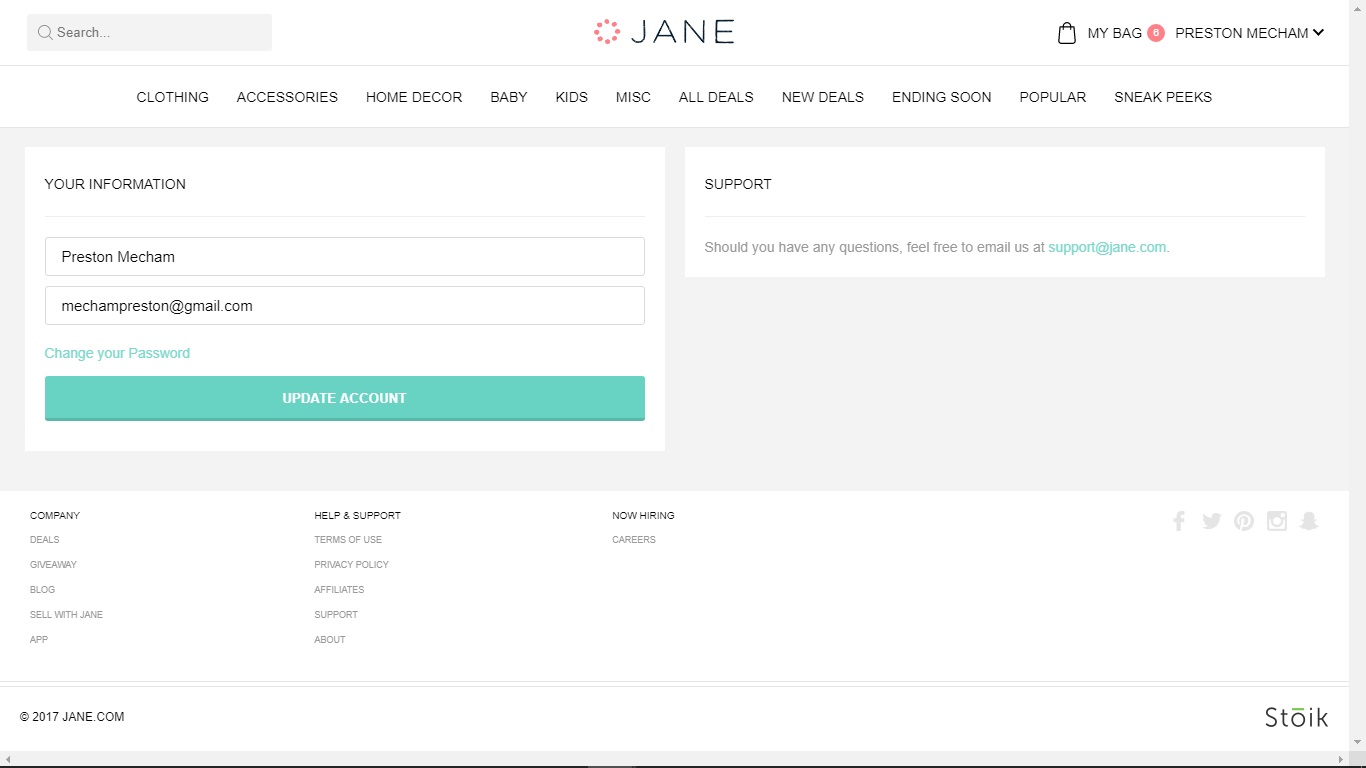 Search...
JANE
MY BAG 6 PRESTON MECHAM
CLOTHING ACCESSORIES HOME DECOR BABY KIDS MISC ALL DEALS NEW DEALS ENDING SOON POPULAR SNEAK PEEKS
YOUR INFORMATION
Preston Mecham
mechampreston@gmail.com
Change your Password
UPDATE ACCOUNT
SUPPORT
Should you have any questions, feel free to email us at support@jane.com.
COMPANY
DEALS
GIVEAWAY
BLOG
SELL WITH JANE
APP
HELP & SUPPORT
TERMS OF USE
PRIVACY POLICY
AFFILIATES
SUPPORT
ABOUT
NOW HIRING
CAREERS
© 2017 JANE.COM
Stōik